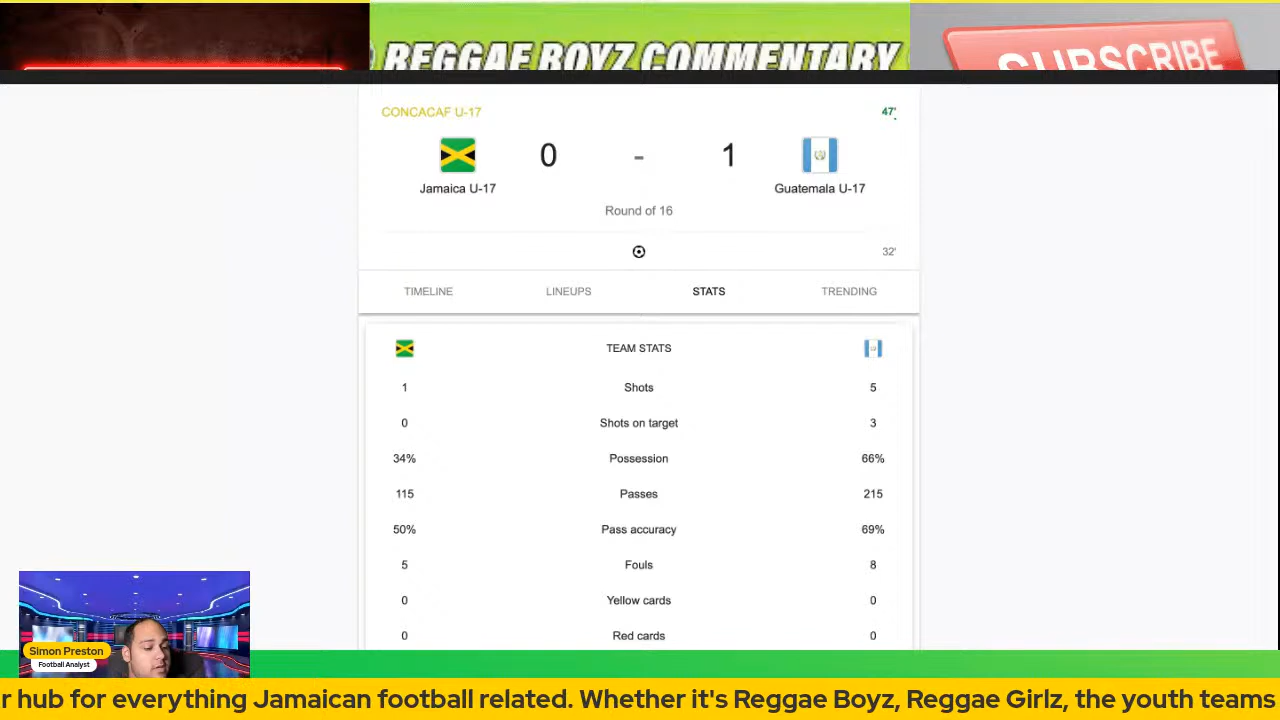 REGGAE BOYZ COMMENTARY
SUBSCRIBE
CONCACAF U-17
47'
0 - 1
Jamaica U-17
Guatemala U-17
Round of 16
32'
TIMELINE LINEUPS STATS TRENDING
TEAM STATS
1 Shots 5
0 Shots on target 3
34% Possession 66%
115 Passes 215
50% Pass accuracy 69%
5 Fouls 8
0 Yellow cards 0
0 Red cards 0
Simon Preston
Football Analyst
r hub for everything Jamaican football related. Whether it's Reggae Boyz, Reggae Girlz, the youth teams